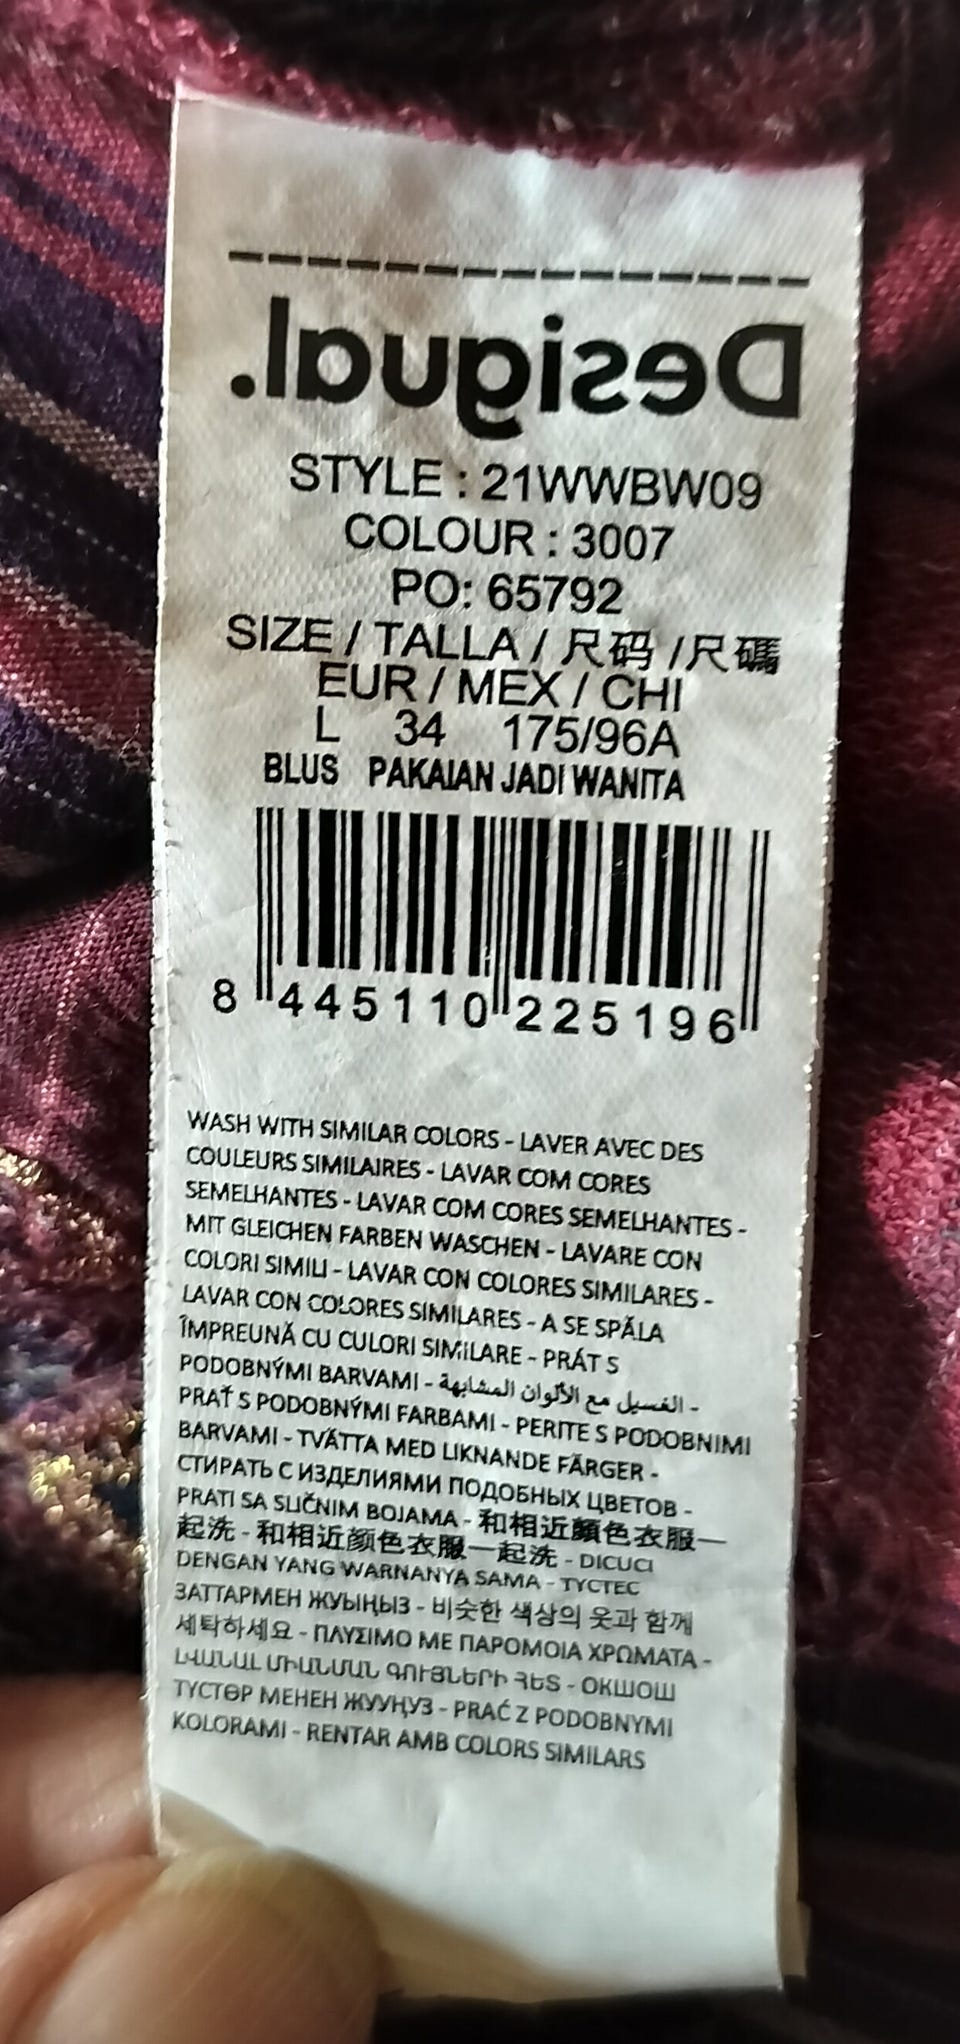 Desigual.
STYLE : 21WWBW09
COLOUR : 3007
PO: 65792
SIZE / TALLA / 尺码 /尺碼
EUR / MEX / CHI
L 34 175/96A
BLUS PAKAIAN JADI WANITA
8 445110 225196
WASH WITH SIMILAR COLORS - LAVER AVEC DES
COULEURS SIMILAIRES - LAVAR COM CORES
SEMELHANTES - LAVAR COM CORES SEMELHANTES -
MIT GLEICHEN FARBEN WASCHEN - LAVARE CON
COLORI SIMILI - LAVAR CON COLORES SIMILARES -
LAVAR CON COLORES SIMILARES - A SE SPĂLA
ÎMPREUNĂ CU CULORI SIMILARE - PRÁT S
PODOBNÝMI BARVAMI - الغسيل مع الألوان المشابهة -
PRAŤ S PODOBNÝMI FARBAMI - PERITE S PODOBNIMI
BARVAMI - TVÄTTA MED LIKNANDE FÄRGER -
СТИРАТЬ С ИЗДЕЛИЯМИ ПОДОБНЫХ ЦВЕТОВ -
PRATI SA SLIČNIM BOJAMA - 和相近顏色衣服一
起洗 - 和相近颜色衣服一起洗 - DICUCI
DENGAN YANG WARNANYA SAMA - ТҮСТЕС
ЗАТТАРМЕН ЖУЫҢЫЗ - 비슷한 색상의 옷과 함께
세탁하세요 - ΠΛΥΣΙΜΟ ΜΕ ΠΑΡΟΜΟΙΑ ΧΡΩΜΑΤΑ -
ԼՎԱՆԱԼ ՄԻԱՆՄԱՆ ԳՈՒՅՆԵՐԻ ՀԵՏ - ОКШОШ
ТҮСТӨР МЕНЕН ЖУУҢУЗ - PRAĆ Z PODOBNYMI
KOLORAMI - RENTAR AMB COLORS SIMILARS